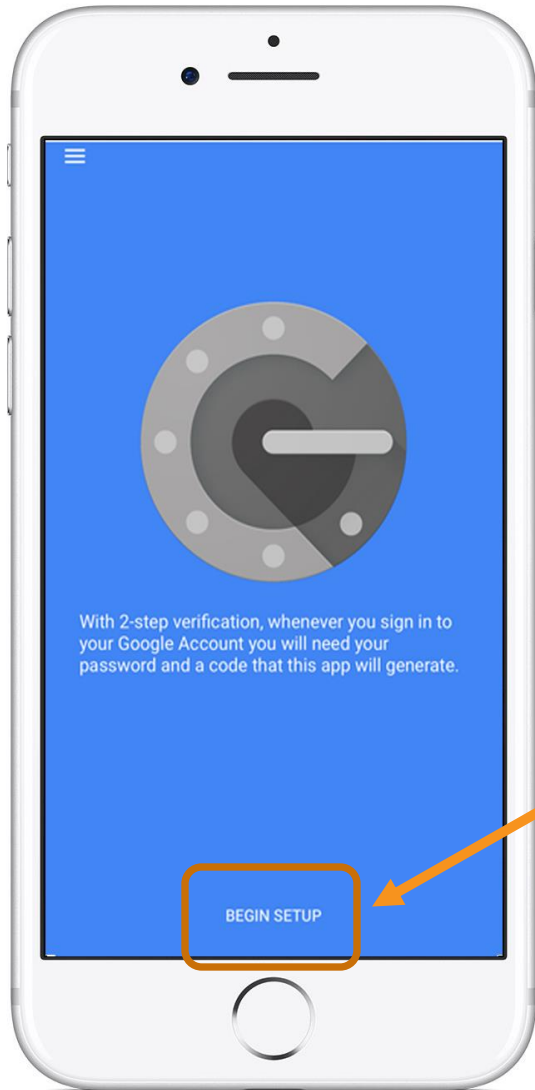 With 2-step verification, whenever you sign in to
your Google Account you will need your
password and a code that this app will generate.
BEGIN SETUP